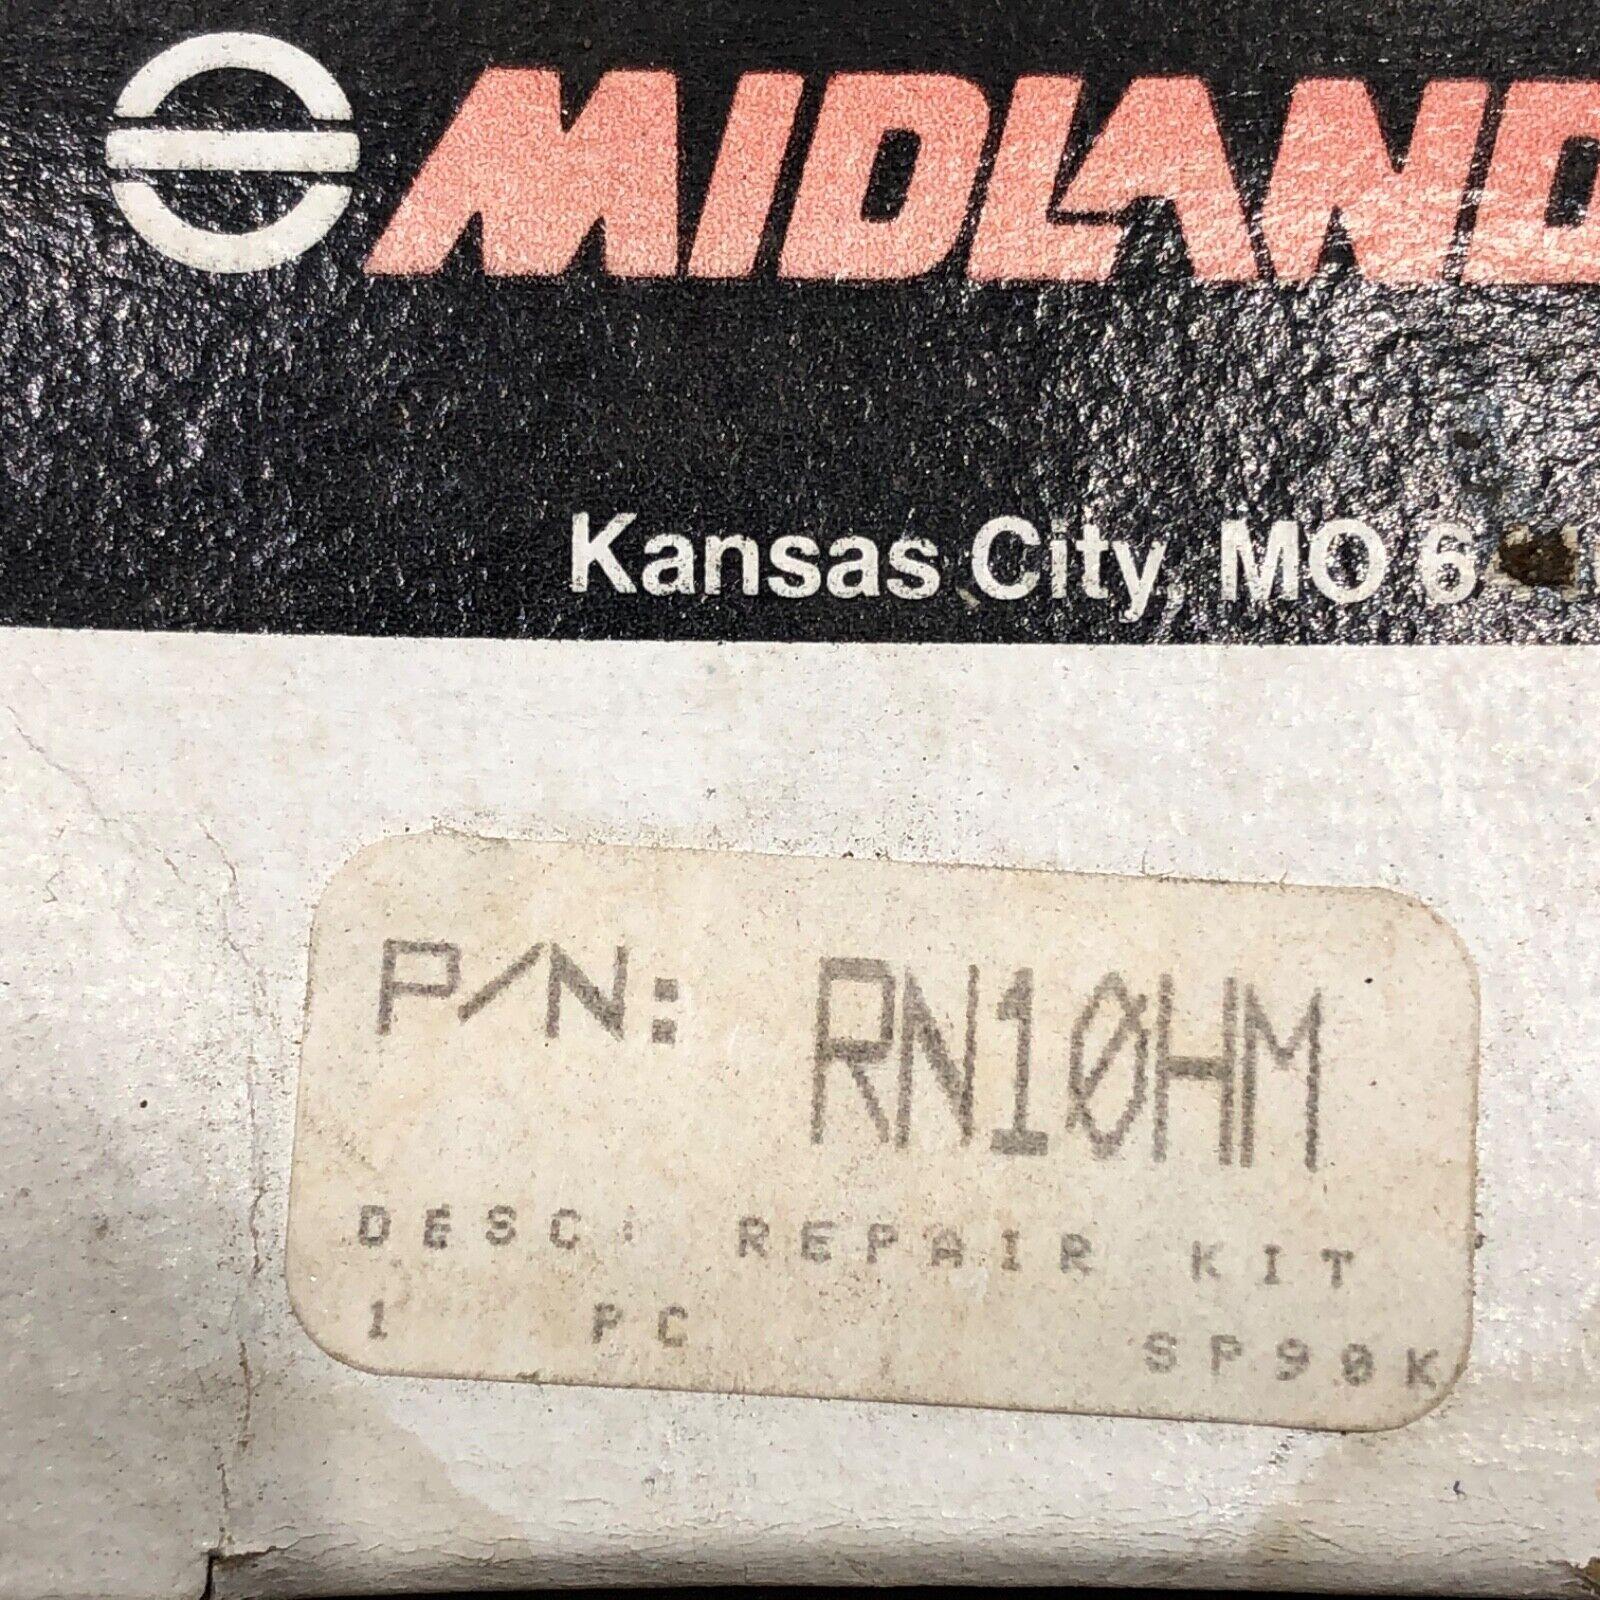 MIDLAND
Kansas City, MO 6
P/N: RN10HM
DESC: REPAIR KIT
1 PC SP90K